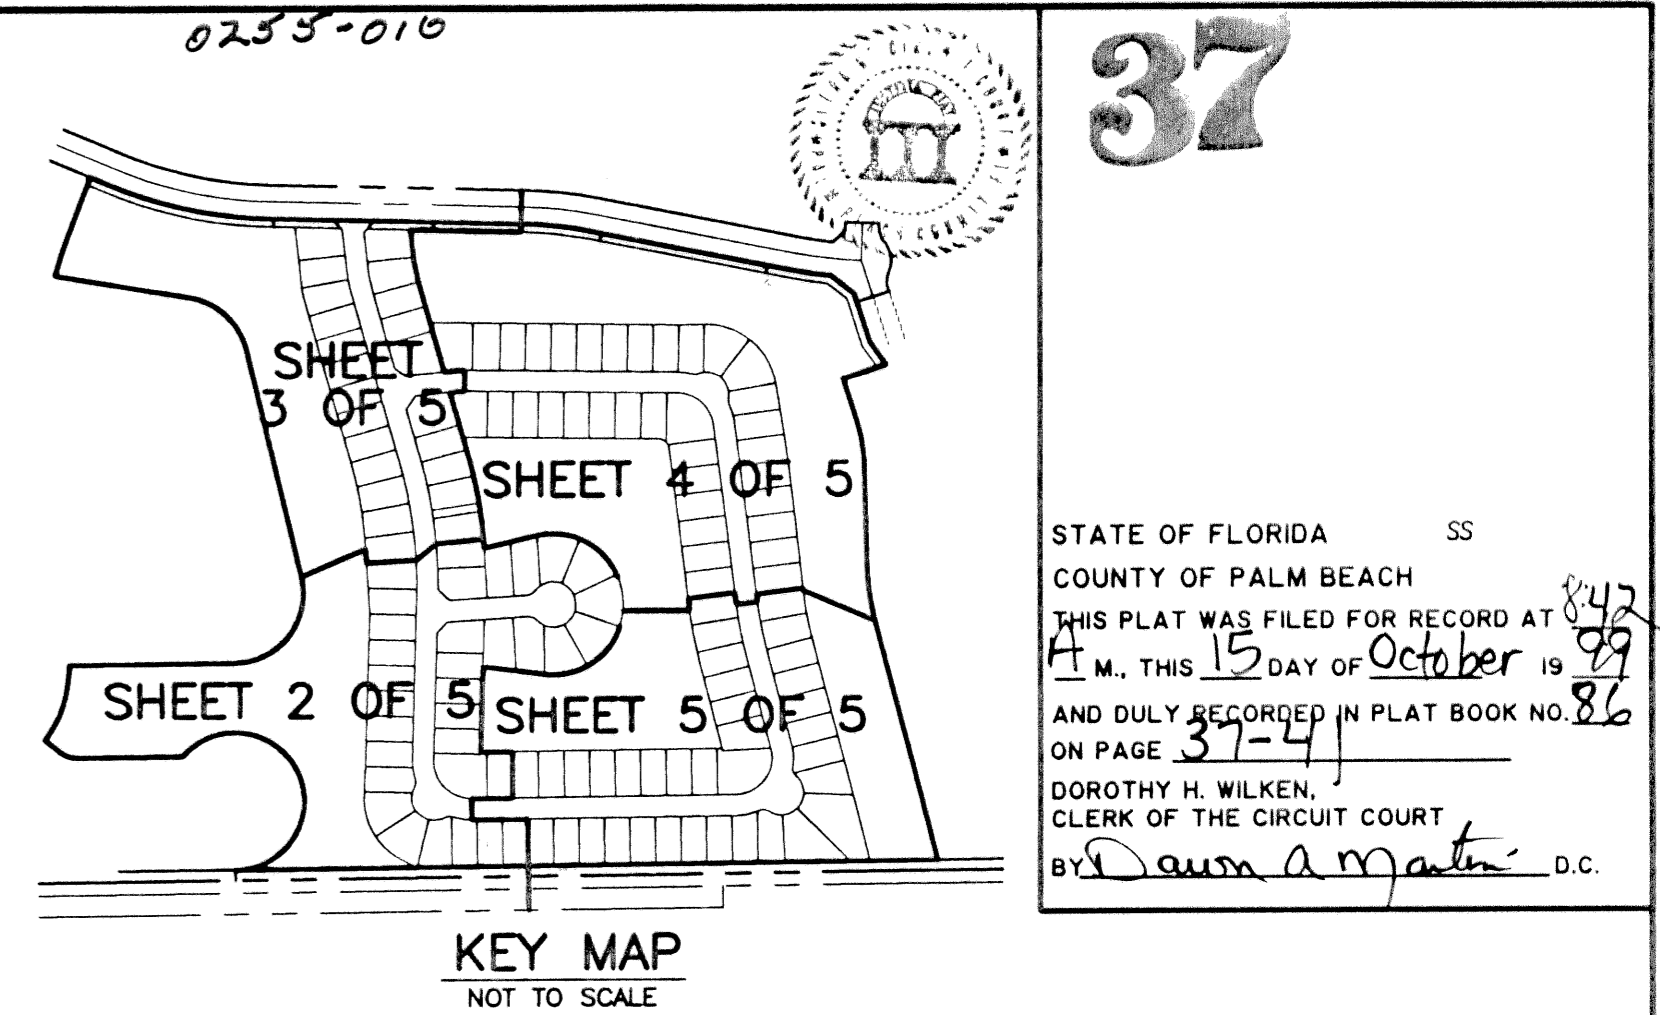 0255-010
37
SHEET
3 OF 5
SHEET 4 OF 5
SHEET 2 OF 5
SHEET 5 OF 5
KEY MAP
NOT TO SCALE
STATE OF FLORIDA SS
COUNTY OF PALM BEACH
THIS PLAT WAS FILED FOR RECORD AT 8:42
A M., THIS 15 DAY OF October 19 99
AND DULY RECORDED IN PLAT BOOK NO. 86
ON PAGE 37-41
DOROTHY H. WILKEN,
CLERK OF THE CIRCUIT COURT
BY Dawn A Martin D.C.